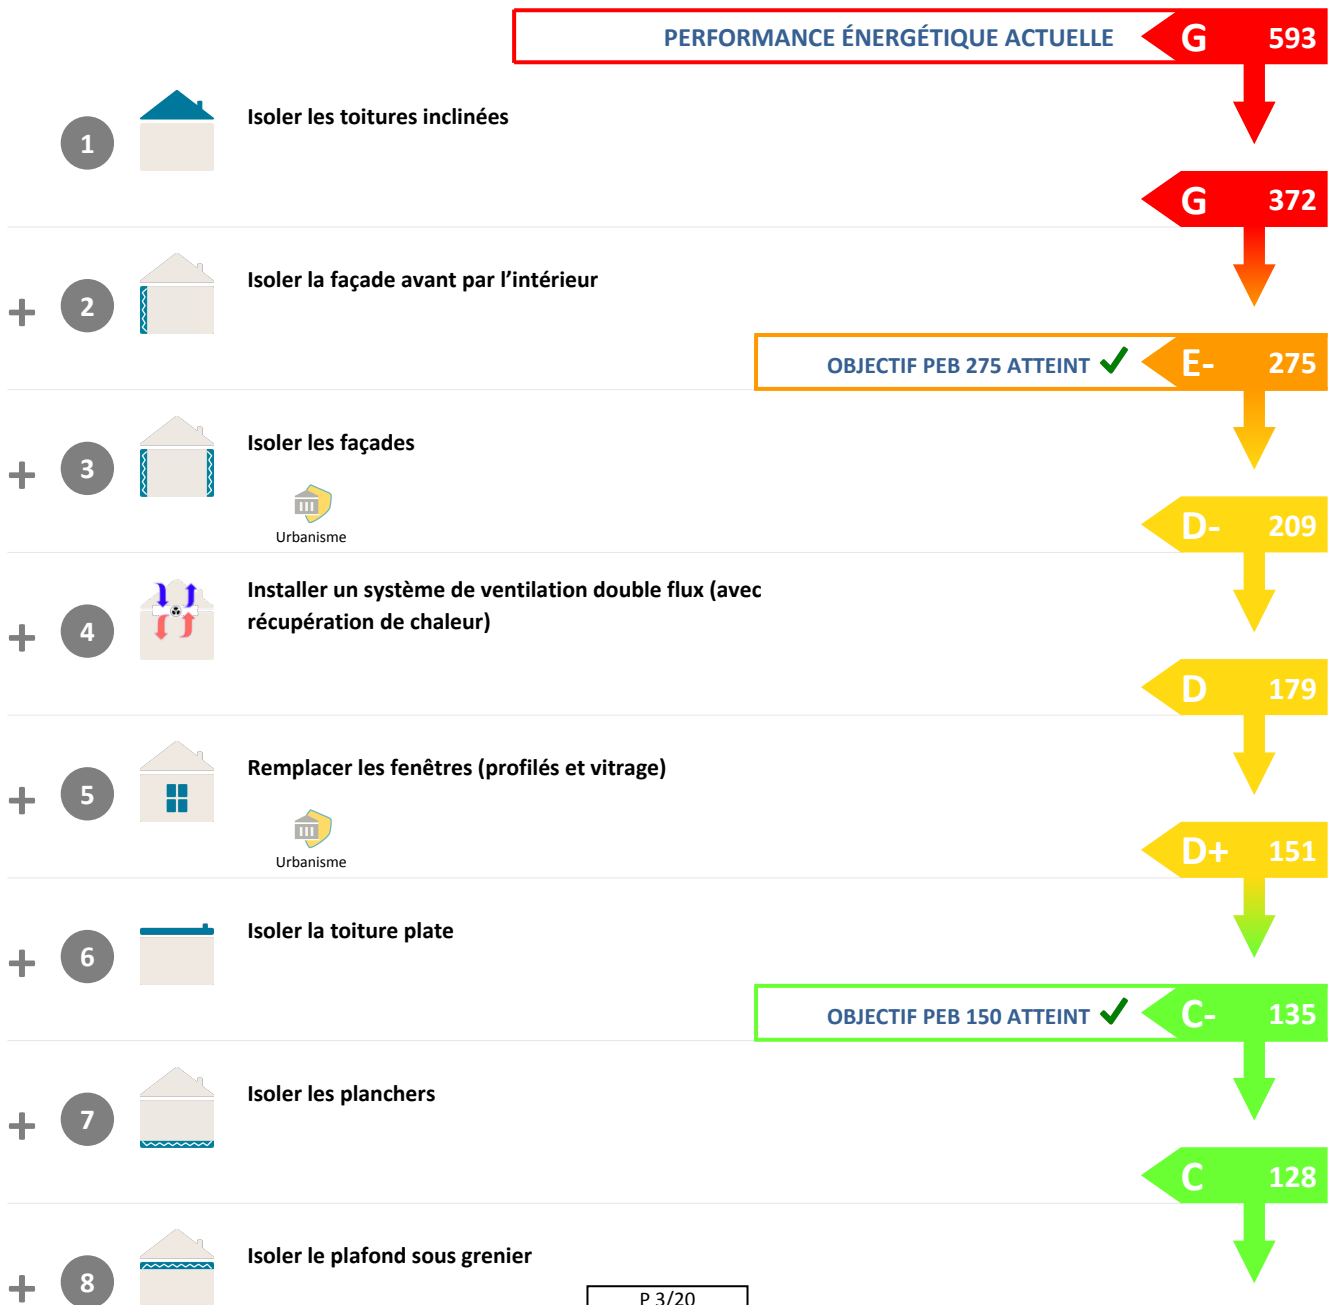 PERFORMANCE ÉNERGÉTIQUE ACTUELLE G 593
1 Isoler les toitures inclinées
G 372
+ 2 Isoler la façade avant par l’intérieur
OBJECTIF PEB 275 ATTEINT E- 275
+ 3 Isoler les façades
Urbanisme
D- 209
+ 4 Installer un système de ventilation double flux (avec
récupération de chaleur)
D 179
+ 5 Remplacer les fenêtres (profilés et vitrage)
Urbanisme
D+ 151
+ 6 Isoler la toiture plate
OBJECTIF PEB 150 ATTEINT C- 135
+ 7 Isoler les planchers
C 128
+ 8 Isoler le plafond sous grenier
P 3/20